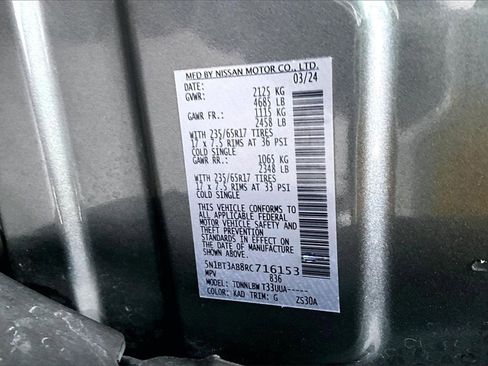 MFD BY NISSAN MOTOR CO., LTD.
DATE: 03/24
GVWR: 2125 KG
4685 LB
GAWR FR.: 1115 KG
2458 LB
WITH 235/65R17 TIRES
17 x 7.5 RIMS AT 36 PSI
COLD SINGLE
GAWR RR.: 1065 KG
2348 LB
WITH 235/65R17 TIRES
17 x 7.5 RIMS AT 33 PSI
COLD SINGLE
THIS VEHICLE CONFORMS TO
ALL APPLICABLE FEDERAL
MOTOR VEHICLE SAFETY
STANDARDS IN EFFECT ON
THE DATE OF MANUFACTURE
SHOWN ABOVE.
5N1BT3AB8RC716153
MPV 836
MODEL: TDNNLBW T33UUA-----
COLOR: KAD TRIM: G ZS30A